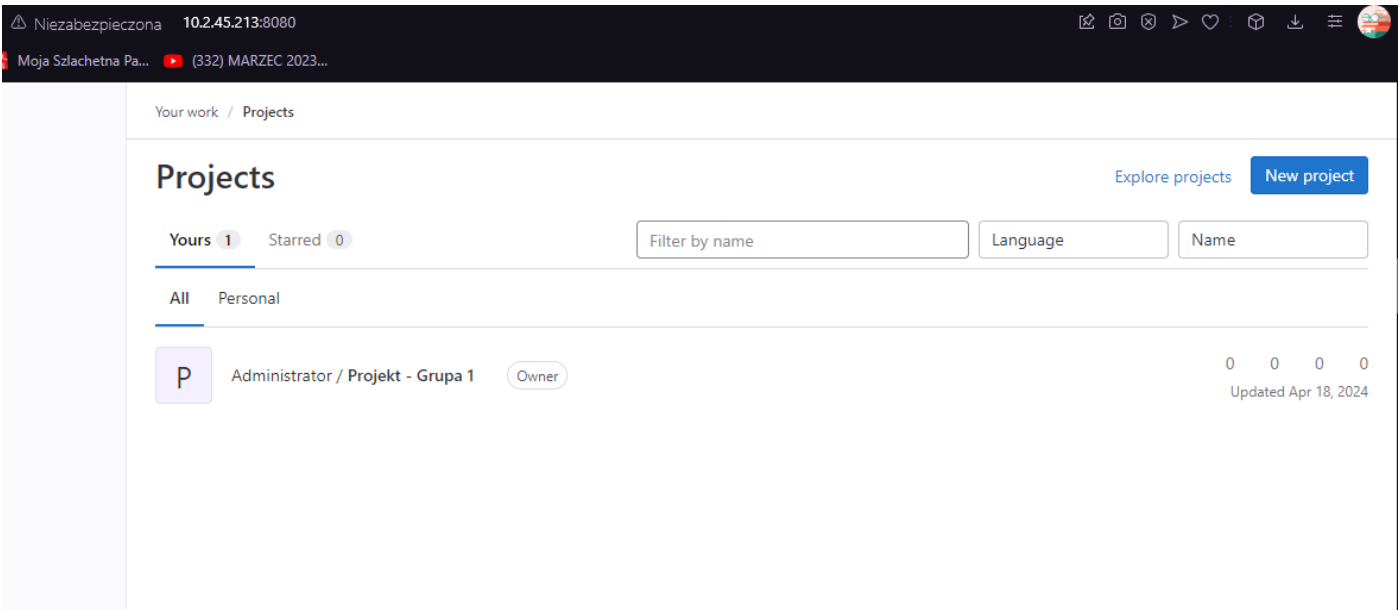 Niezabezpieczona 10.2.45.213:8080
Moja Szlachetna Pa... (332) MARZEC 2023...
Your work / Projects
Projects
Explore projects New project
Yours 1 Starred 0 Filter by name Language Name
All Personal
P Administrator / Projekt - Grupa 1 Owner 0 0 0 0
Updated Apr 18, 2024